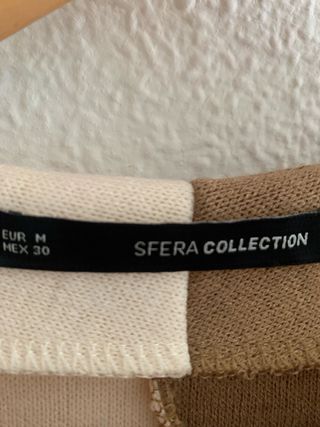 EUR M
MEX 30
SFERA COLLECTION